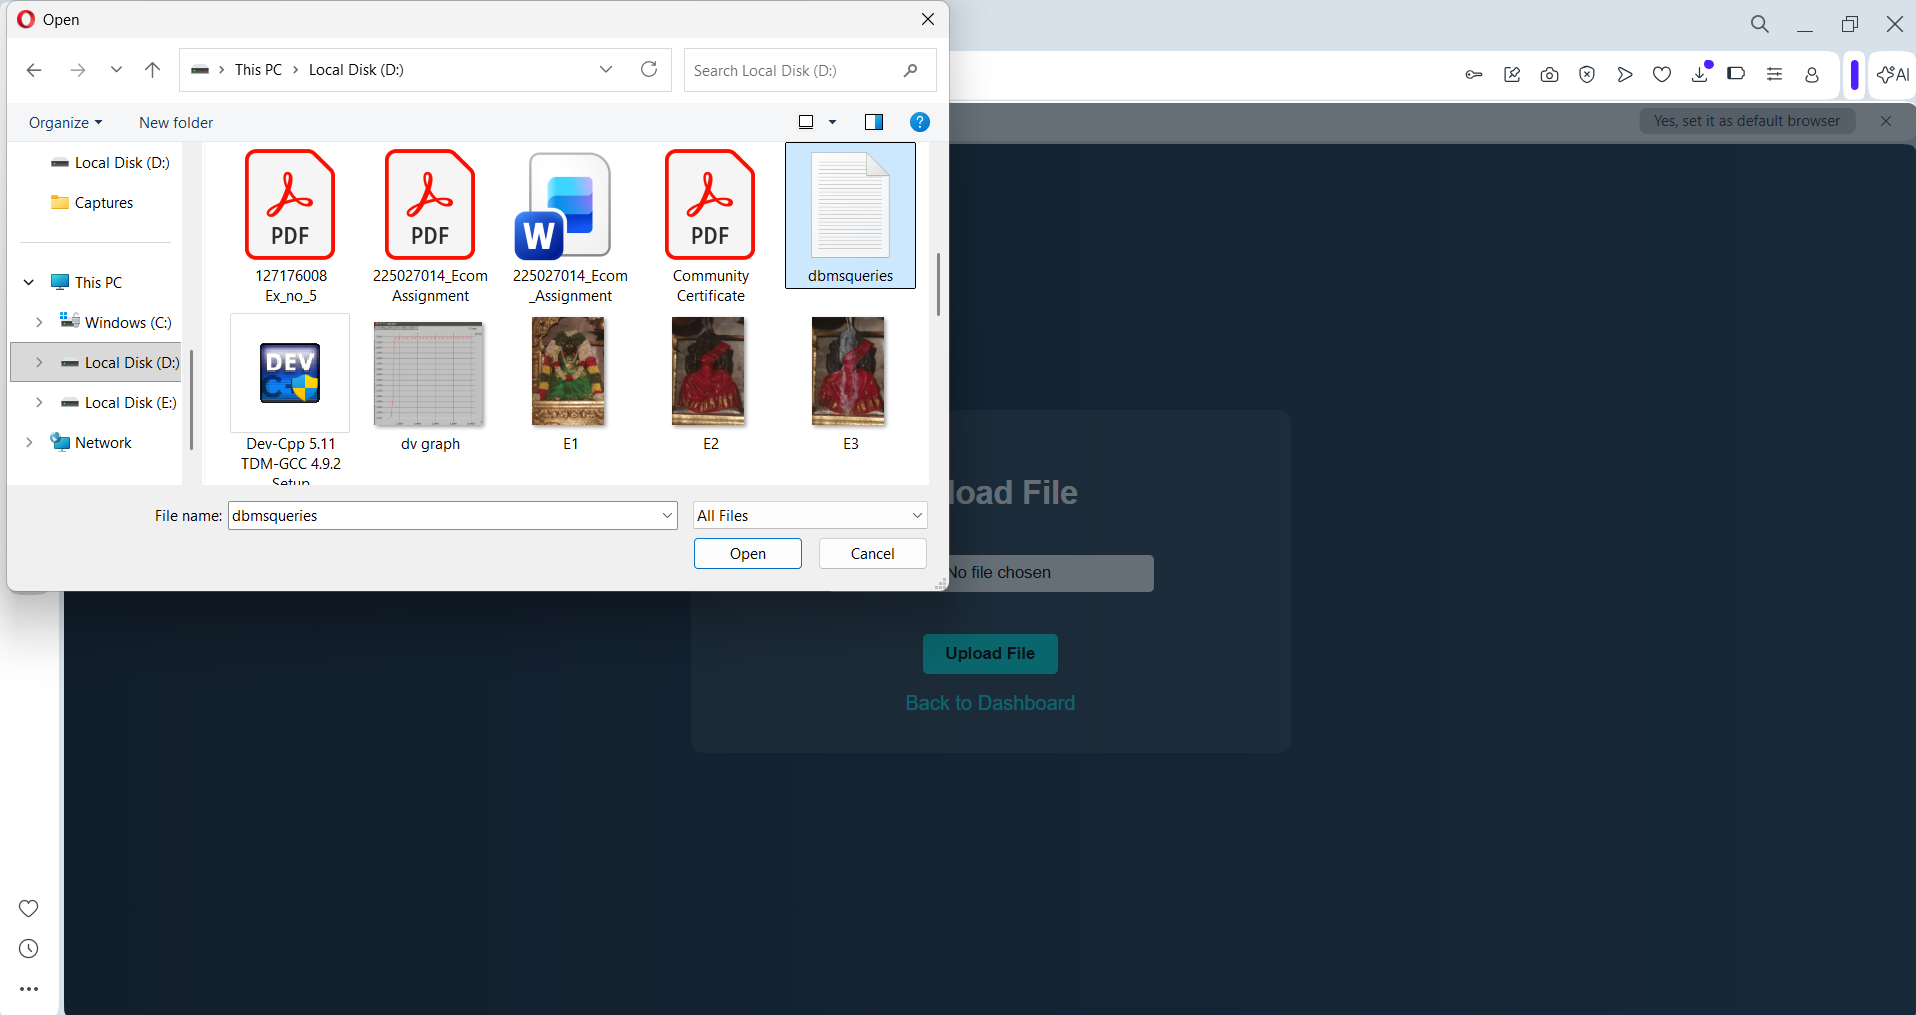 Open
This PC
Local Disk (D:)
Search Local Disk (D:)
AI
Organize
New folder
?
Yes, set it as default browser
Local Disk (D:)
Captures
This PC
Windows (C:)
Local Disk (D:)
Local Disk (E:)
Network
PDF
PDF
W
PDF
127176008
Ex_no_5
225027014_Ecom
Assignment
225027014_Ecom
_Assignment
Community
Certificate
dbmsqueries
DEV
C
Dev-Cpp 5.11
TDM-GCC 4.9.2
Setup
dv graph
E1
E2
E3
File name:
dbmsqueries
All Files
Open
Cancel
load File
No file chosen
Upload File
Back to Dashboard